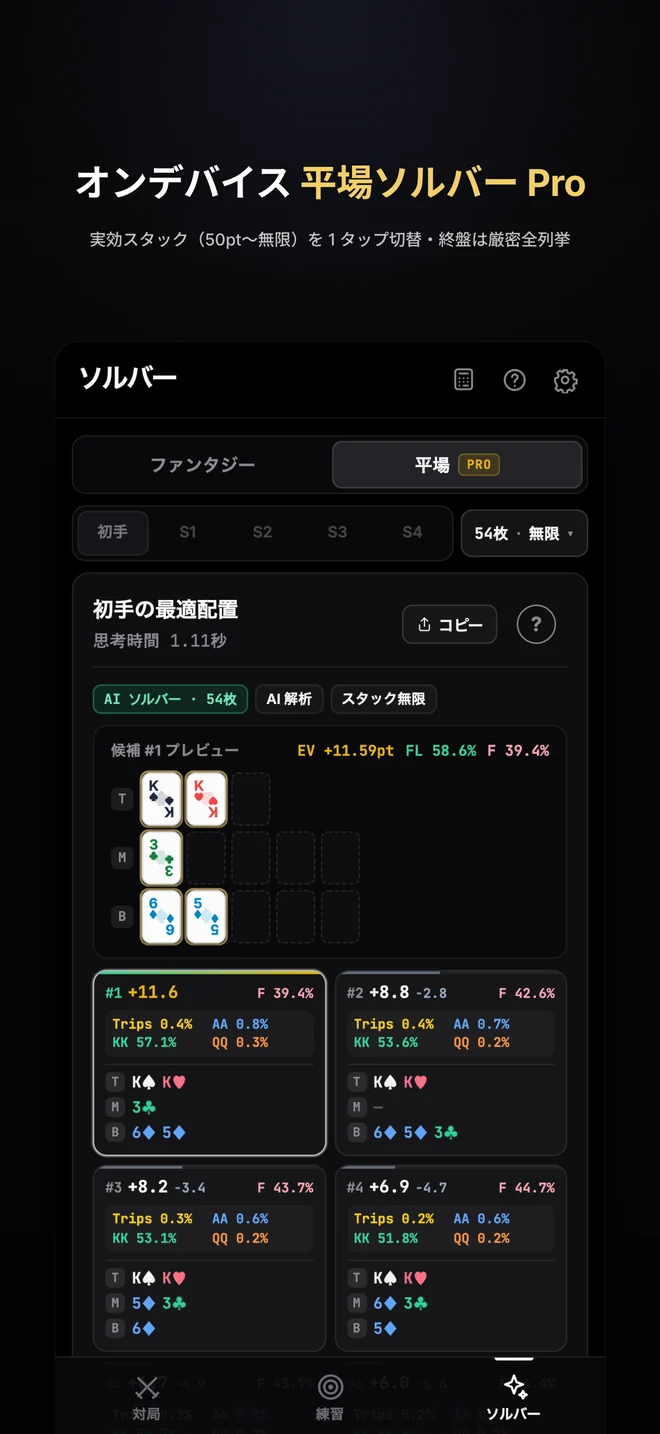 オンデバイス 平場ソルバー Pro
実効スタック（50pt〜無限）を 1 タップ切替・終盤は厳密全列挙
ソルバー
ファンタジー 平場 PRO
初手 S1 S2 S3 S4 54枚 · 無限 ▾
初手の最適配置
思考時間 1.11秒
コピー ?
AI ソルバー · 54枚 AI 解析 スタック無限
候補 #1 プレビュー EV +11.59pt FL 58.6% F 39.4%
T K♠ K K♥ K
M 3♣ 3
B 6♦ 6 5♦ 5
#1 +11.6 F 39.4%
Trips 0.4% AA 0.8%
KK 57.1% QQ 0.3%
T K♠ K♥
M 3♣
B 6♦ 5♦
#2 +8.8 -2.8 F 42.6%
Trips 0.4% AA 0.7%
KK 53.6% QQ 0.2%
T K♠ K♥
M —
B 6♦ 5♦ 3♣
#3 +8.2 -3.4 F 43.7%
Trips 0.3% AA 0.6%
KK 53.1% QQ 0.2%
T K♠ K♥
M 5♦ 3♣
B 6♦
#4 +6.9 -4.7 F 44.7%
Trips 0.2% AA 0.6%
KK 51.8% QQ 0.2%
T K♠ K♥
M 6♦ 3♣
B 5♦
対局 練習 ソルバー